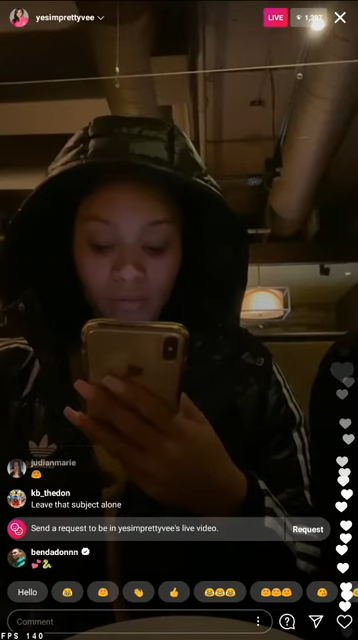 yesimprettyvee
LIVE
1,297
judianmarie
kb_thedon
Leave that subject alone
Send a request to be in yesimprettyvee's live video.
Request
bendadonnn
Hello
Comment
FPS 140